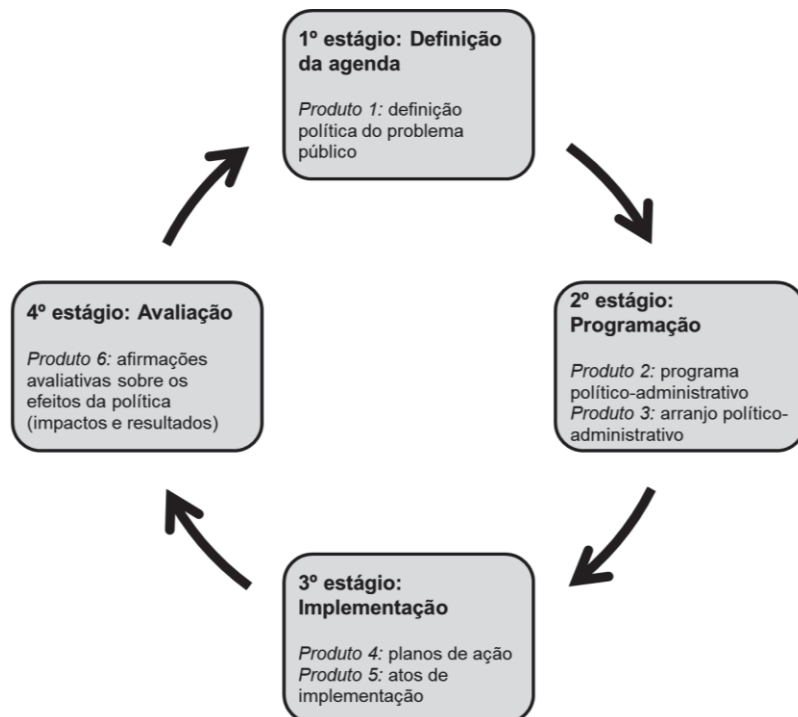 1º estágio: Definição
da agenda
Produto 1: definição
política do problema
público
2º estágio:
Programação
Produto 2: programa
político-administrativo
Produto 3: arranjo político-
administrativo
3º estágio:
Implementação
Produto 4: planos de ação
Produto 5: atos de
implementação
4º estágio: Avaliação
Produto 6: afirmações
avaliativas sobre os
efeitos da política
(impactos e resultados)